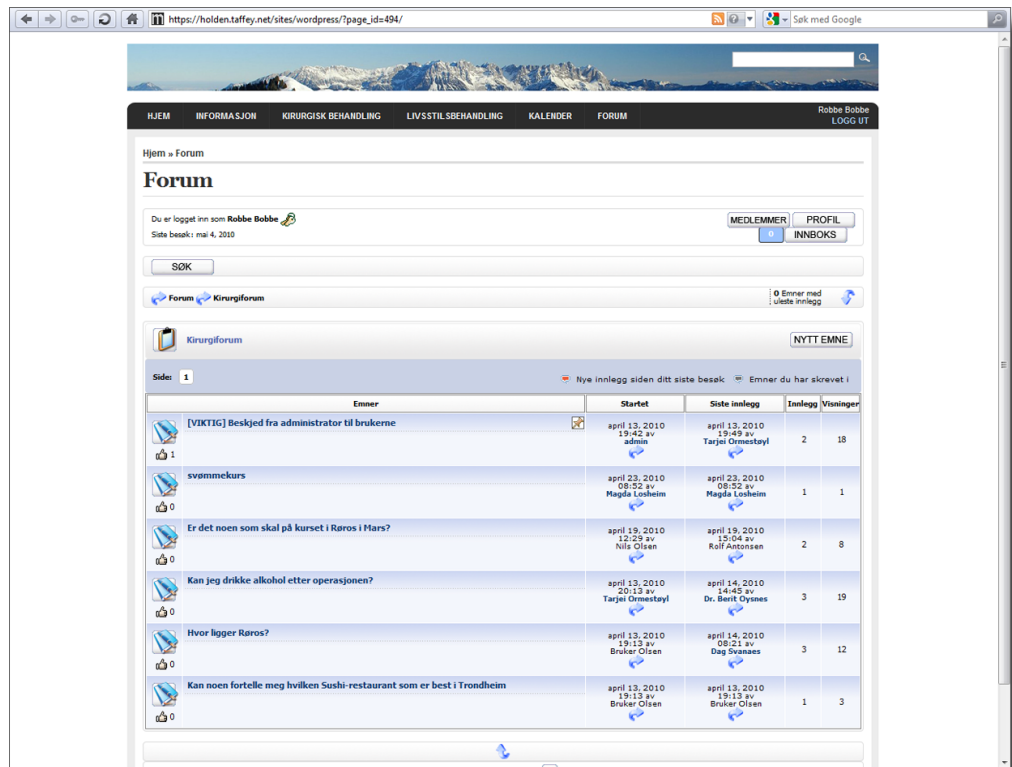 https://holden.taffey.net/sites/wordpress/?page_id=494/
Søk med Google
HJEM INFORMASJON KIRURGISK BEHANDLING LIVSSTILSBEHANDLING KALENDER FORUM
Robbe Bobbe
LOGG UT
Hjem » Forum
Forum
Du er logget inn som Robbe Bobbe
Siste besøk: mai 4, 2010
MEDLEMMER PROFIL
0 INNBOKS
SØK
Forum Kirurgiforum
0 Emner med
uleste innlegg
Kirurgiforum
NYTT EMNE
Side: 1
Nye innlegg siden ditt siste besøk Emner du har skrevet i
Emner Startet Siste innlegg Innlegg Visninger
[VIKTIG] Beskjed fra administrator til brukerne
1
april 13, 2010
19:42 av
admin
april 13, 2010
19:49 av
Tarjei Ormestøyl
2
18
svømmekurs
0
april 23, 2010
08:52 av
Magda Losheim
april 23, 2010
08:52 av
Magda Losheim
1
1
Er det noen som skal på kurset i Røros i Mars?
0
april 19, 2010
12:29 av
Nils Olsen
april 19, 2010
15:04 av
Rolf Antonsen
2
8
Kan jeg drikke alkohol etter operasjonen?
0
april 13, 2010
20:13 av
Tarjei Ormestøyl
april 14, 2010
14:45 av
Dr. Berit Oysnes
3
19
Hvor ligger Røros?
0
april 13, 2010
19:13 av
Bruker Olsen
april 14, 2010
08:21 av
Dag Svanaes
3
12
Kan noen fortelle meg hvilken Sushi-restaurant som er best i Trondheim
0
april 13, 2010
19:13 av
Bruker Olsen
april 13, 2010
19:13 av
Bruker Olsen
1
3